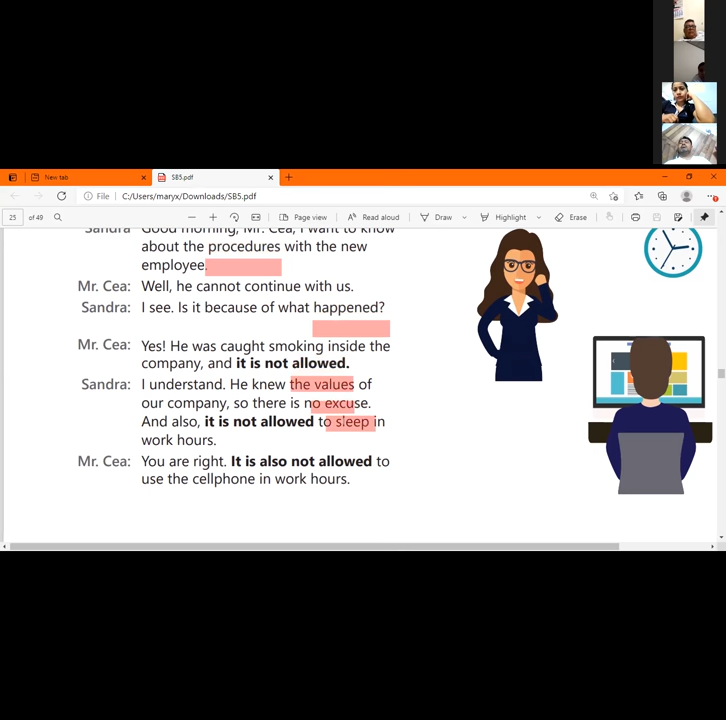 New tab
SB5.pdf
File
C:/Users/maryx/Downloads/SB5.pdf
25 of 49
Page view
Read aloud
Draw
Highlight
Erase
Sandra Good morning, Mr. Cea, I want to know
about the procedures with the new
employee.
Mr. Cea: Well, he cannot continue with us.
Sandra: I see. Is it because of what happened?
Mr. Cea: Yes! He was caught smoking inside the
company, and it is not allowed.
Sandra: I understand. He knew the values of
our company, so there is no excuse.
And also, it is not allowed to sleep in
work hours.
Mr. Cea: You are right. It is also not allowed to
use the cellphone in work hours.